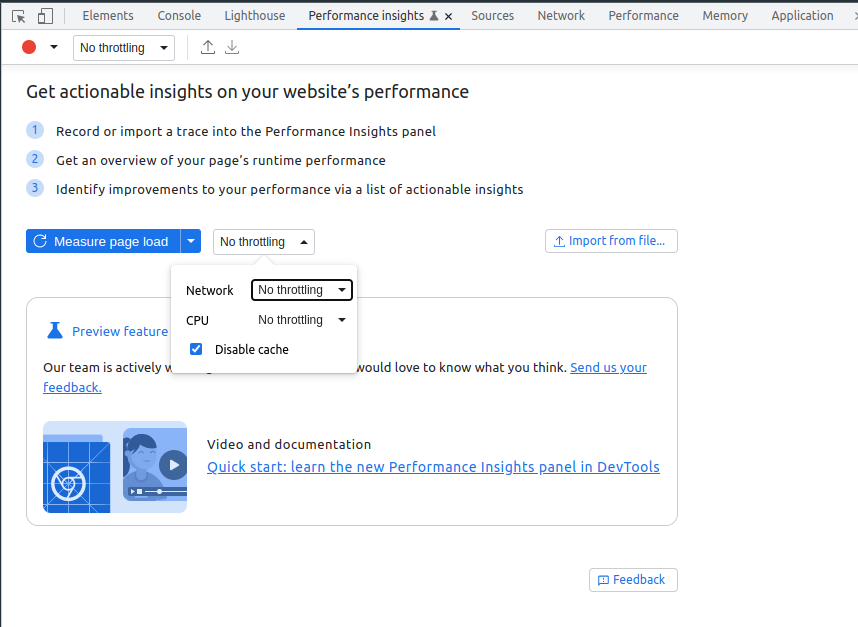 Elements Console Lighthouse Performance insights Sources Network Performance Memory Application
No throttling
Get actionable insights on your website’s performance
1 Record or import a trace into the Performance Insights panel
2 Get an overview of your page’s runtime performance
3 Identify improvements to your performance via a list of actionable insights
Measure page load No throttling Import from file...
Network No throttling
CPU No throttling
Disable cache
Preview feature
Our team is actively would love to know what you think. Send us your
feedback.
Video and documentation
Quick start: learn the new Performance Insights panel in DevTools
Feedback